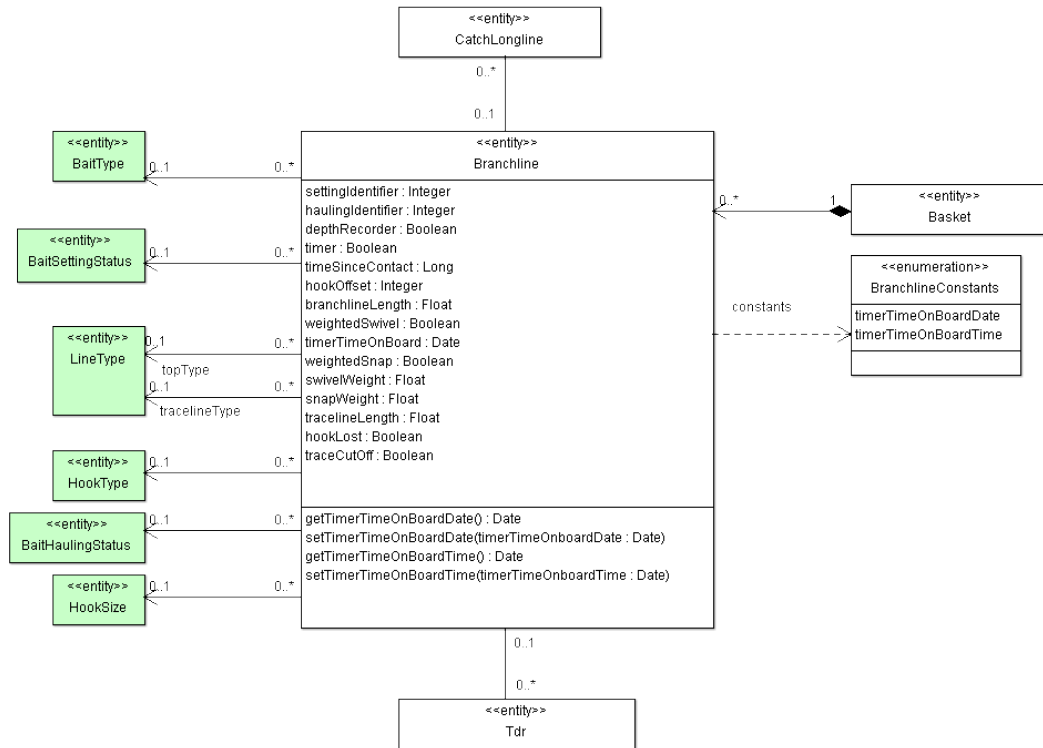 <<entity>>
CatchLongline
0..*
0..1
<<entity>>
BaitType
0..1
0..*
<<entity>>
BaitSettingStatus
0..1
0..*
<<entity>>
LineType
0..1
0..*
topType
0..1
0..*
tracelineType
<<entity>>
HookType
0..1
0..*
<<entity>>
BaitHaulingStatus
0..1
0..*
<<entity>>
HookSize
0..1
0..*
<<entity>>
Branchline
settingIdentifier : Integer
haulingIdentifier : Integer
depthRecorder : Boolean
timer : Boolean
timeSinceContact : Long
hookOffset : Integer
branchlineLength : Float
weightedSwivel : Boolean
timerTimeOnBoard : Date
weightedSnap : Boolean
swivelWeight : Float
snapWeight : Float
tracelineLength : Float
hookLost : Boolean
traceCutOff : Boolean
getTimerTimeOnBoardDate() : Date
setTimerTimeOnBoardDate(timerTimeOnboardDate : Date)
getTimerTimeOnBoardTime() : Date
setTimerTimeOnBoardTime(timerTimeOnboardTime : Date)
0..*
1
<<entity>>
Basket
constants
<<enumeration>>
BranchlineConstants
timerTimeOnBoardDate
timerTimeOnBoardTime
0..1
0..*
<<entity>>
Tdr